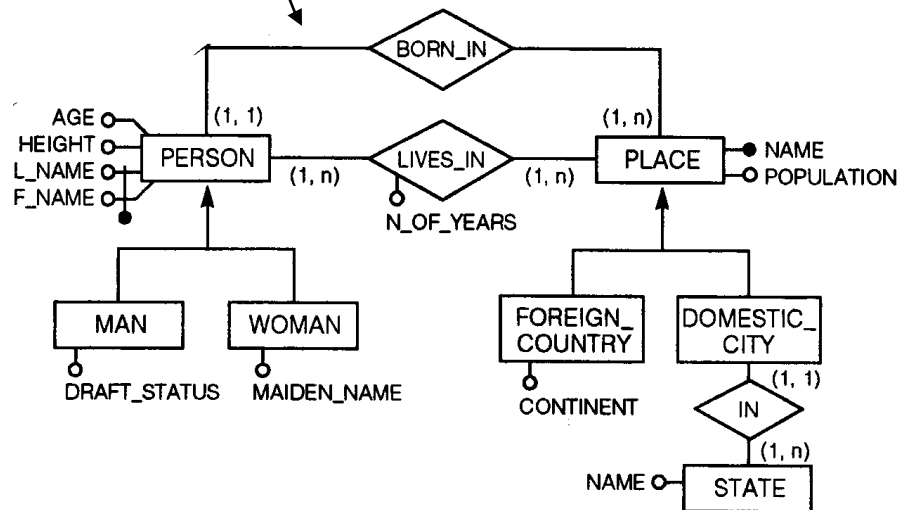 BORN_IN
(1, 1)
(1, n)
AGE
HEIGHT
L_NAME
F_NAME
PERSON
(1, n)
LIVES_IN
(1, n)
PLACE
NAME
POPULATION
N_OF_YEARS
MAN
WOMAN
FOREIGN_
COUNTRY
DOMESTIC_
CITY
DRAFT_STATUS
MAIDEN_NAME
CONTINENT
(1, 1)
IN
(1, n)
NAME
STATE